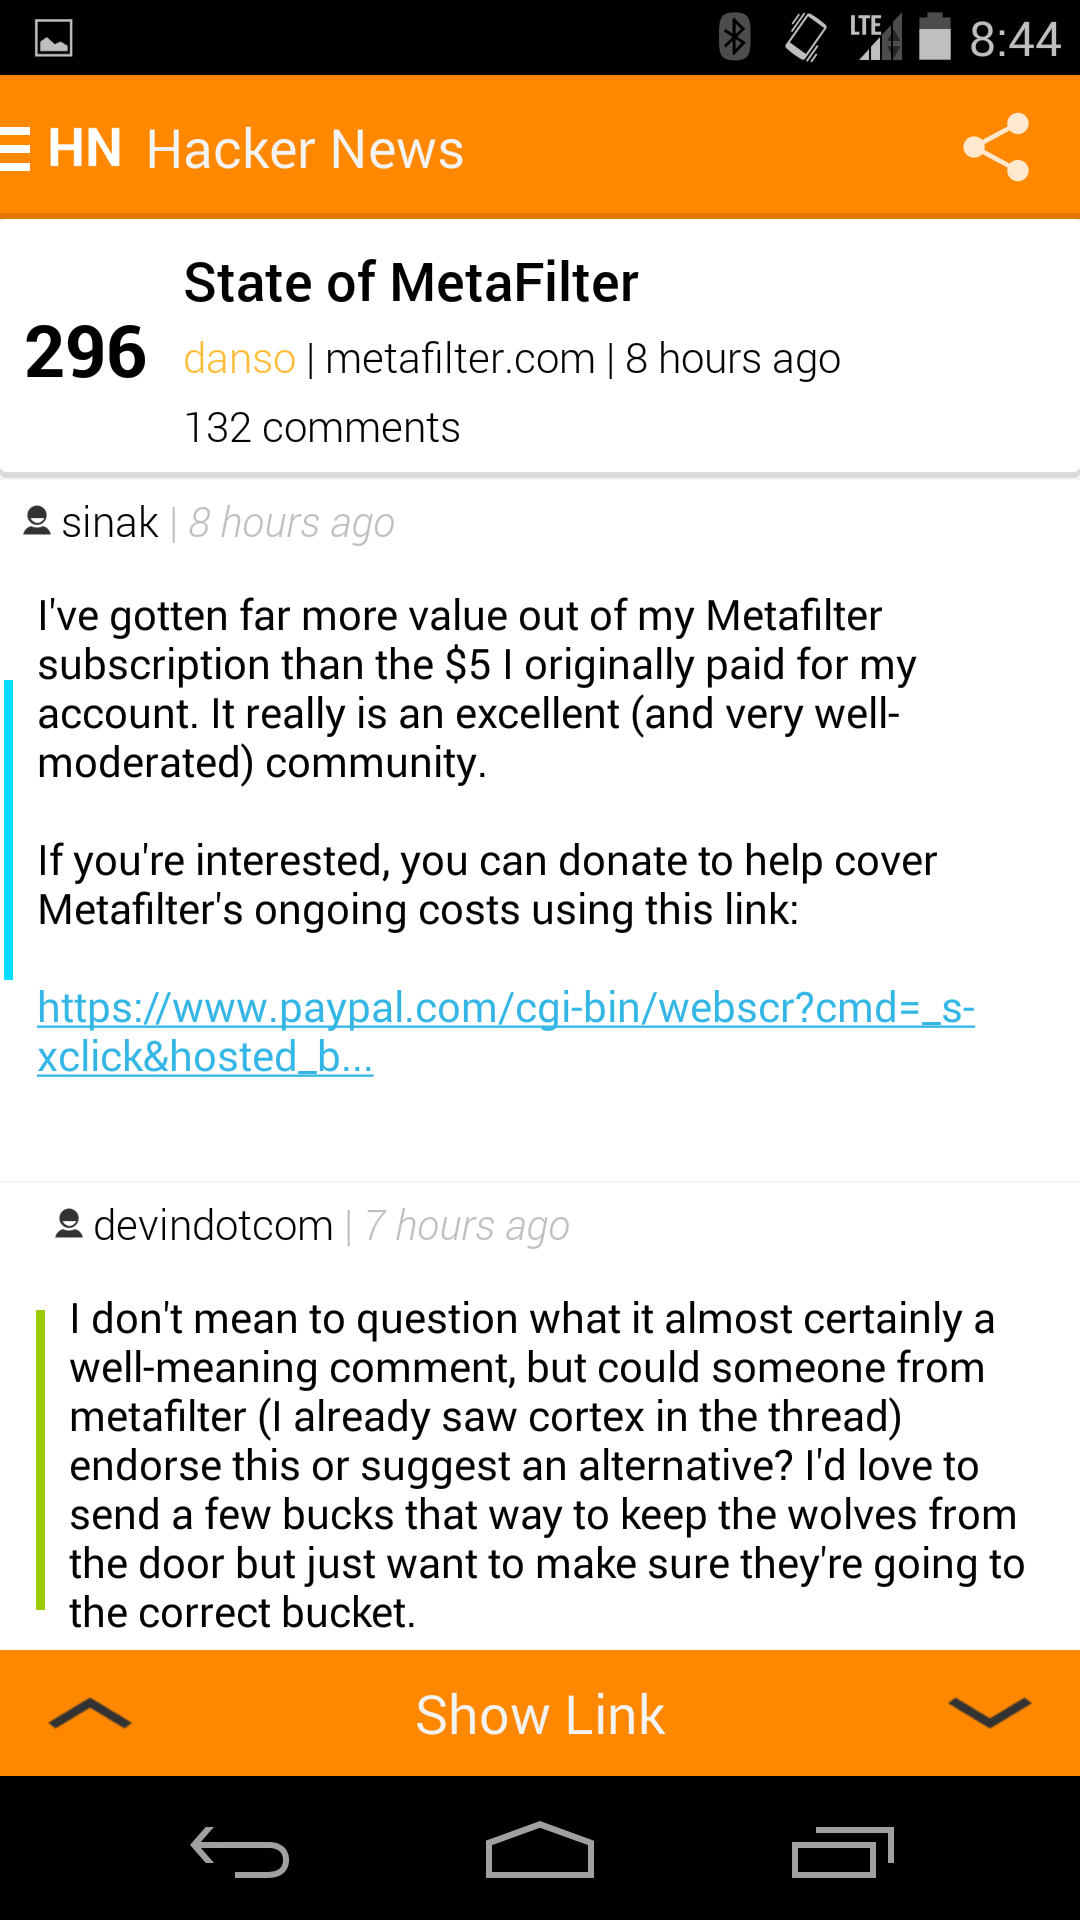 LTE 8:44
HN Hacker News
State of MetaFilter
296
danso | metafilter.com | 8 hours ago
132 comments
sinak | 8 hours ago
I've gotten far more value out of my Metafilter
subscription than the $5 I originally paid for my
account. It really is an excellent (and very well-
moderated) community.
If you're interested, you can donate to help cover
Metafilter's ongoing costs using this link:
https://www.paypal.com/cgi-bin/webscr?cmd=_s-
xclick&hosted_b...
devindotcom | 7 hours ago
I don't mean to question what it almost certainly a
well-meaning comment, but could someone from
metafilter (I already saw cortex in the thread)
endorse this or suggest an alternative? I'd love to
send a few bucks that way to keep the wolves from
the door but just want to make sure they're going to
the correct bucket.
Show Link